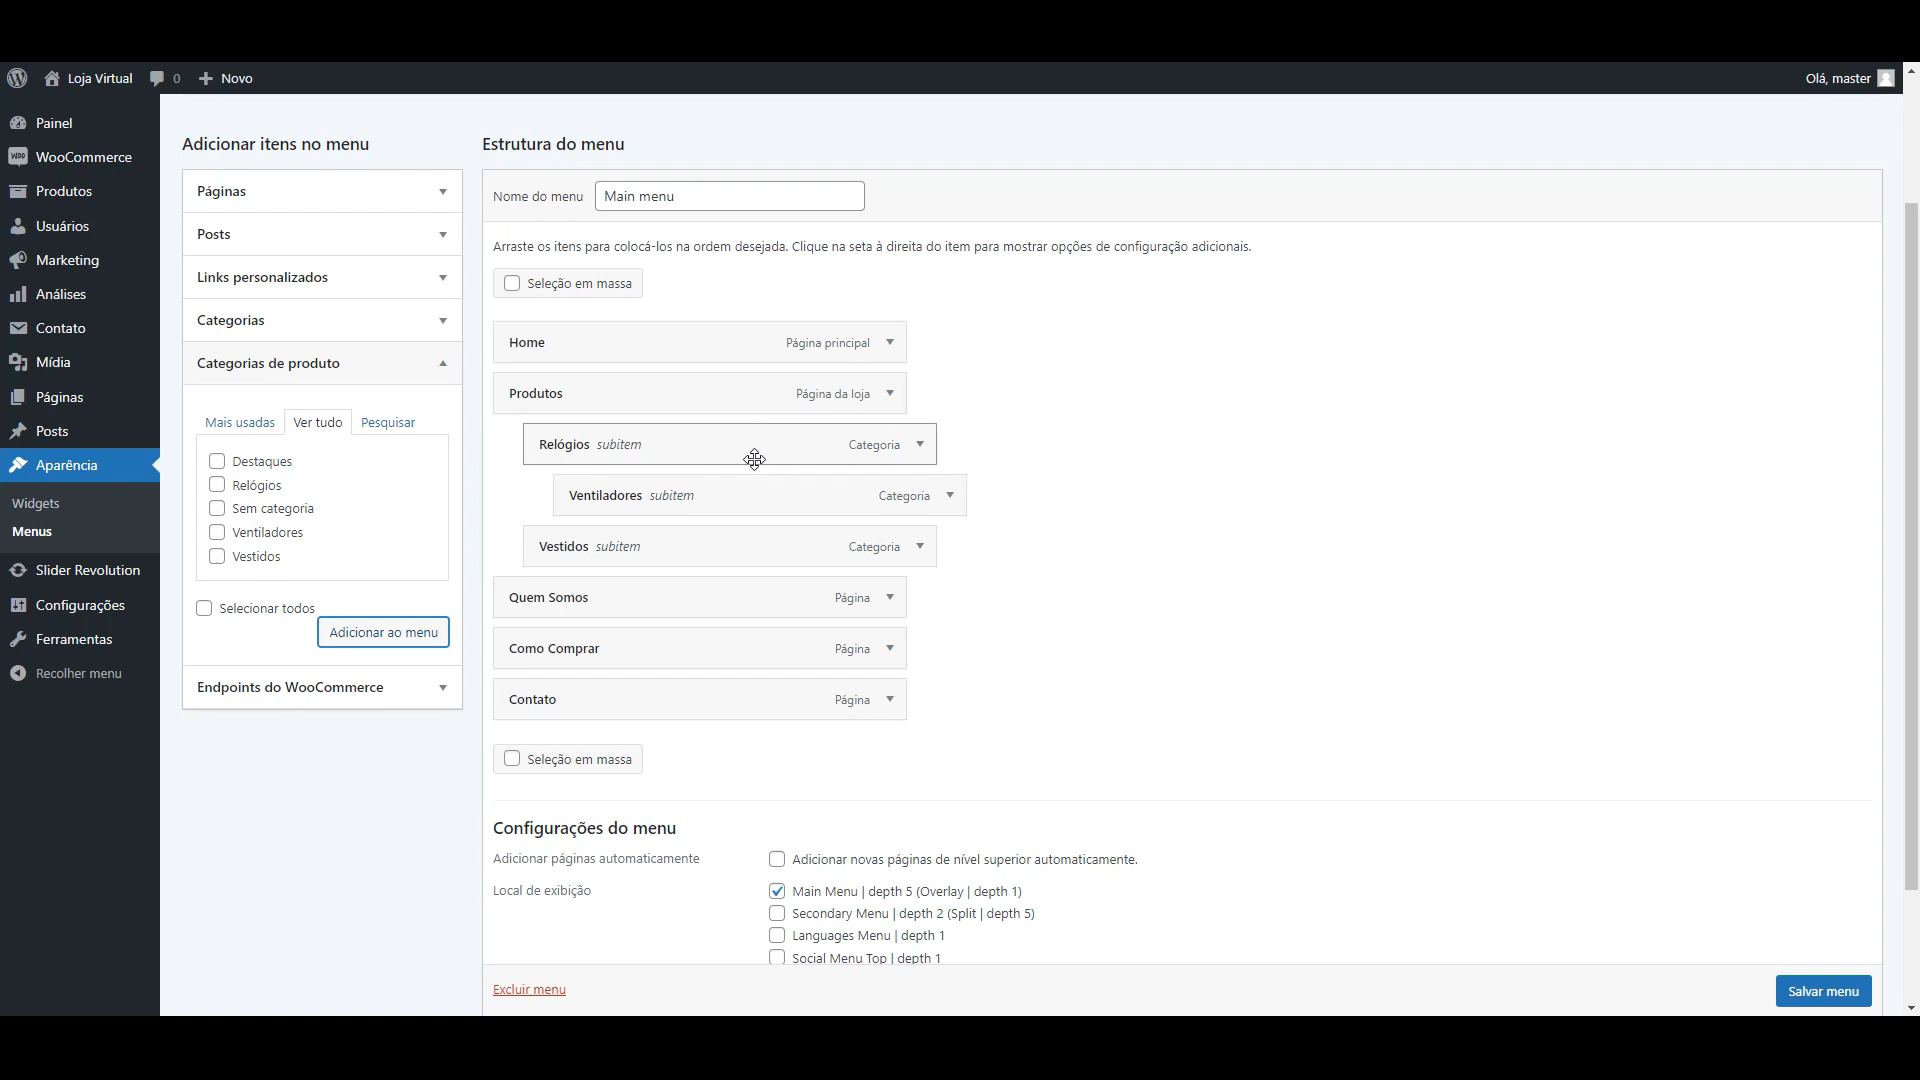 Loja Virtual 0 Novo Olá, master
Painel
WooCommerce
Produtos
Usuários
Marketing
Análises
Contato
Mídia
Páginas
Posts
Aparência
Widgets
Menus
Slider Revolution
Configurações
Ferramentas
Recolher menu
Adicionar itens no menu
Páginas
Posts
Links personalizados
Categorias
Categorias de produto
Mais usadas Ver tudo Pesquisar
Destaques
Relógios
Sem categoria
Ventiladores
Vestidos
Selecionar todos
Adicionar ao menu
Endpoints do WooCommerce
Estrutura do menu
Nome do menu Main menu
Arraste os itens para colocá-los na ordem desejada. Clique na seta à direita do item para mostrar opções de configuração adicionais.
Seleção em massa
Home Página principal
Produtos Página da loja
Relógios subitem Categoria
Ventiladores subitem Categoria
Vestidos subitem Categoria
Quem Somos Página
Como Comprar Página
Contato Página
Seleção em massa
Configurações do menu
Adicionar páginas automaticamente Adicionar novas páginas de nível superior automaticamente.
Local de exibição Main Menu | depth 5 (Overlay | depth 1)
Secondary Menu | depth 2 (Split | depth 5)
Languages Menu | depth 1
Social Menu Top | depth 1
Excluir menu Salvar menu